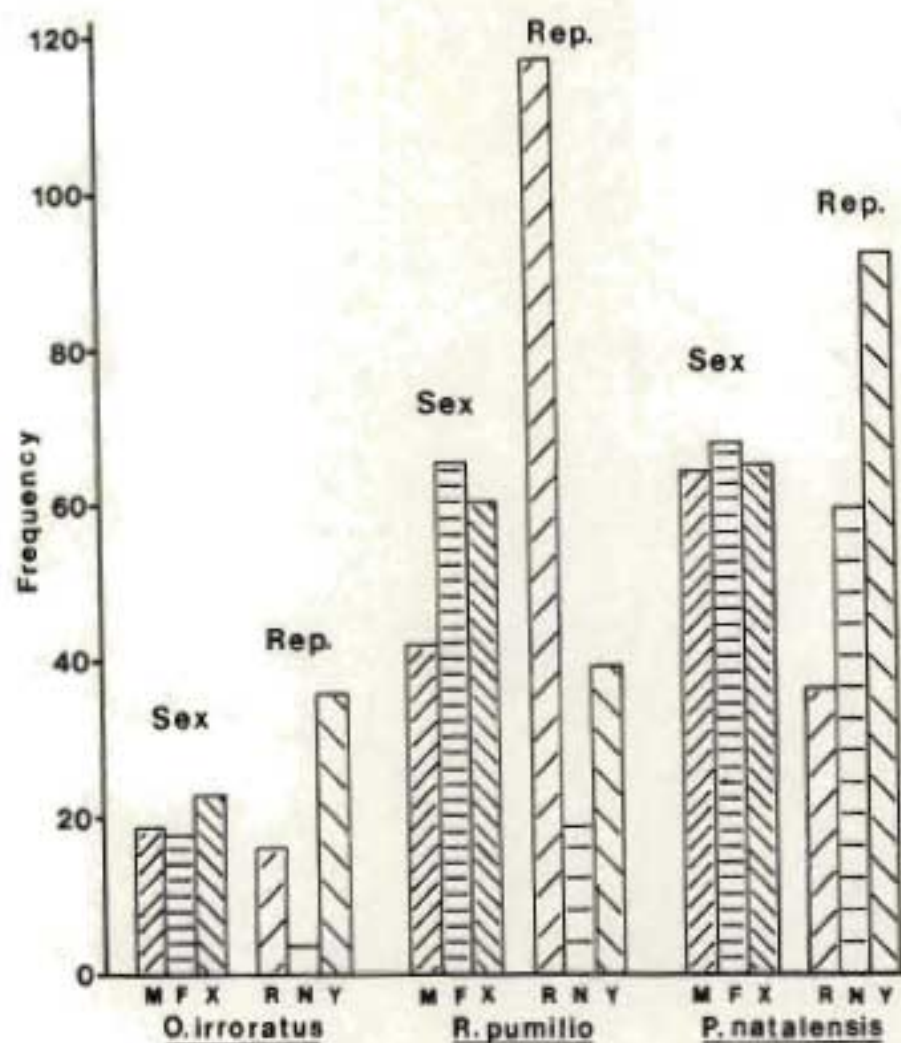 120
Rep.
100
Rep.
80
Sex
Sex
60
Frequency
Rep.
40
Sex
20
0
M F X R N Y M F X R N Y M F X R N Y
O. irroratus R. pumilio P. natalensis